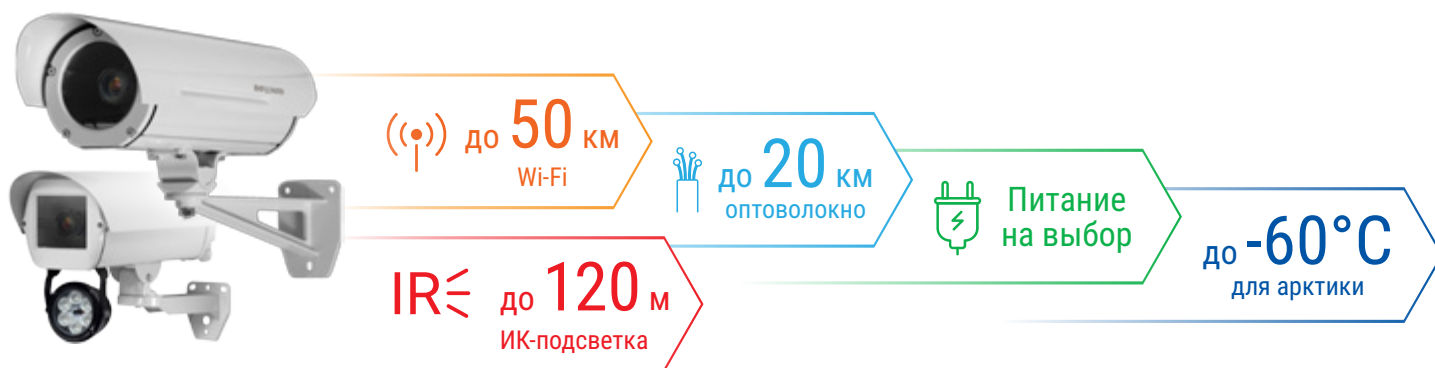 до 50 км
Wi-Fi
до 20 км
оптоволокно
Питание
на выбор
до -60°C
для арктики
IR
до 120 м
ИК-подсветка